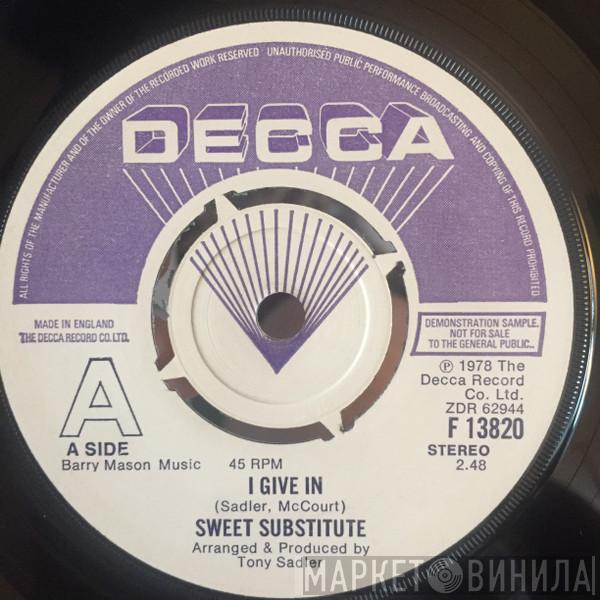 ALL RIGHTS OF THE MANUFACTURER AND OF THE OWNER OF THE RECORDED WORK RESERVED UNAUTHORISED PUBLIC PERFORMANCE BROADCASTING AND COPYING OF THIS RECORD PROHIBITED
DECCA
MADE IN ENGLAND
THE DECCA RECORD CO. LTD.
DEMONSTRATION SAMPLE.
NOT FOR SALE
TO THE GENERAL PUBLIC..
A
A SIDE
Barry Mason Music
45 RPM
℗ 1978 The
Decca Record
Co. Ltd.
ZDR 62944
F 13820
STEREO
2.48
I GIVE IN
(Sadler, McCourt)
SWEET SUBSTITUTE
Arranged & Produced by
Tony Sadler
МАРКЕТ ВИНИЛА